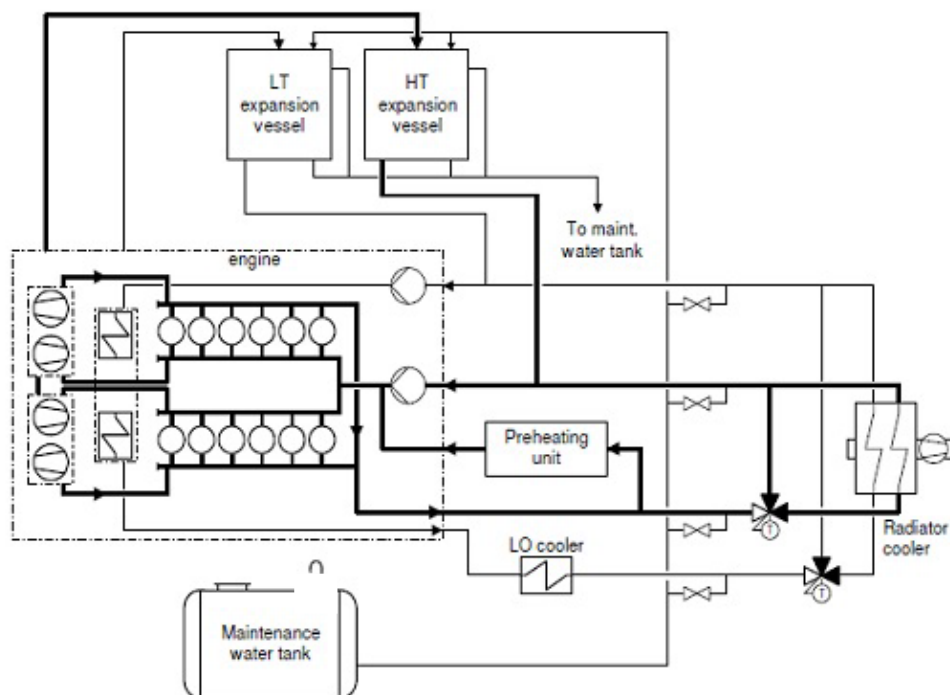 LT
expansion
vessel
HT
expansion
vessel
To maint.
water tank
engine
Preheating
unit
Radiator
cooler
T
LO cooler
T
Maintenance
water tank